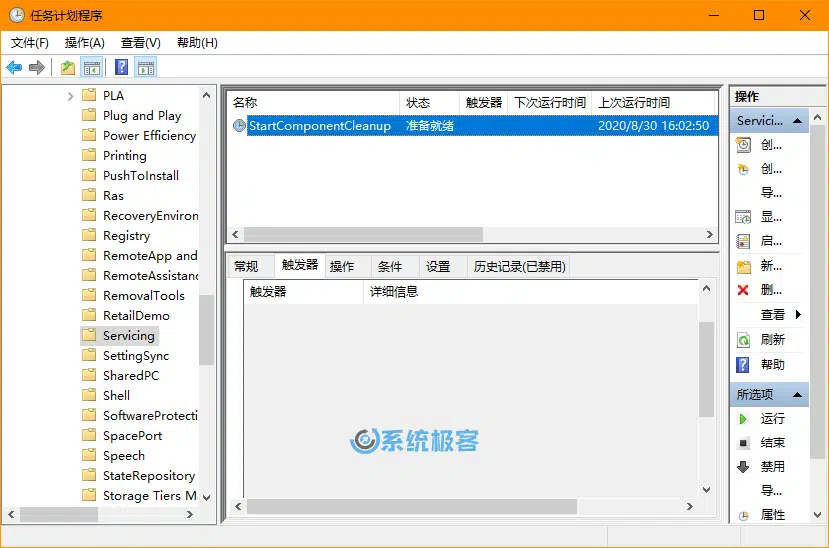 任务计划程序
文件(F) 操作(A) 查看(V) 帮助(H)
PLA
Plug and Play
Power Efficiency
Printing
PushToInstall
Ras
RecoveryEnviron
Registry
RemoteApp and
RemoteAssistanc
RemovalTools
RetailDemo
Servicing
SettingSync
SharedPC
Shell
SoftwareProtecti
SpacePort
Speech
StateRepository
Storage Tiers M
名称 状态 触发器 下次运行时间 上次运行时间
StartComponentCleanup 准备就绪 2020/8/30 16:02:50
常规 触发器 操作 条件 设置 历史记录(已禁用)
触发器 详细信息
系统极客
操作
Servici...
创...
创...
导...
显...
启...
新...
删...
查看
刷新
帮助
所选项
运行
结束
禁用
导...
属性